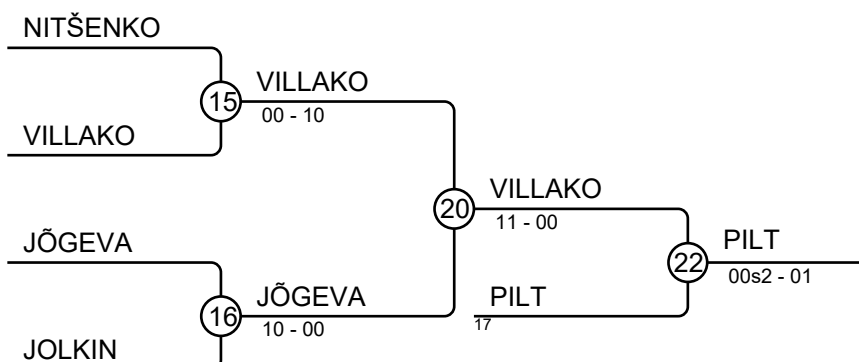 NITŠENKO
15
VILLAKO
00 - 10
VILLAKO
20
VILLAKO
11 - 00
JÕGEVA
22
PILT
00s2 - 01
16
JÕGEVA
10 - 00
PILT
17
JOLKIN